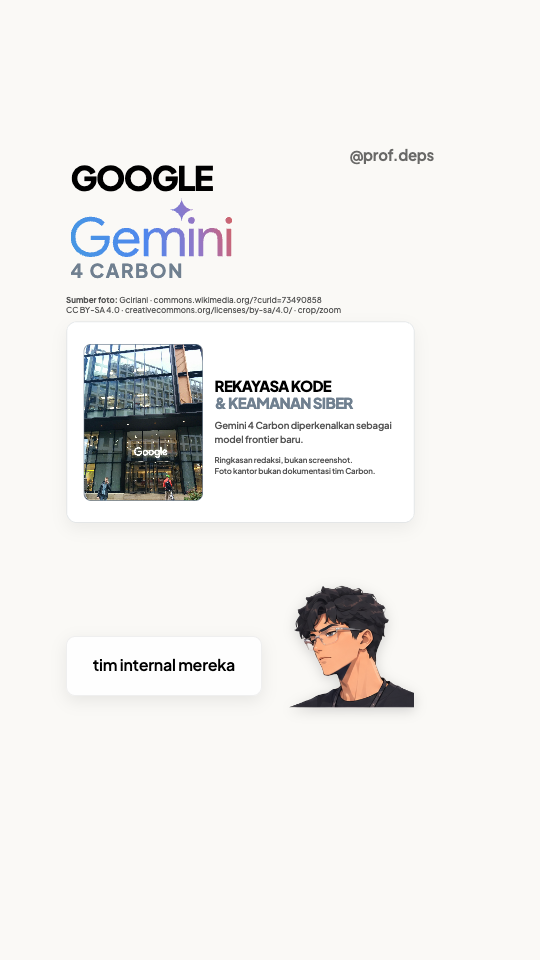 @prof.deps
GOOGLE
Gemini
4 CARBON
Sumber foto: Gciriani · commons.wikimedia.org/?curid=73490858
CC BY-SA 4.0 · creativecommons.org/licenses/by-sa/4.0/ · crop/zoom
Google
REKAYASA KODE
& KEAMANAN SIBER
Gemini 4 Carbon diperkenalkan sebagai
model frontier baru.
Ringkasan redaksi, bukan screenshot.
Foto kantor bukan dokumentasi tim Carbon.
tim internal mereka